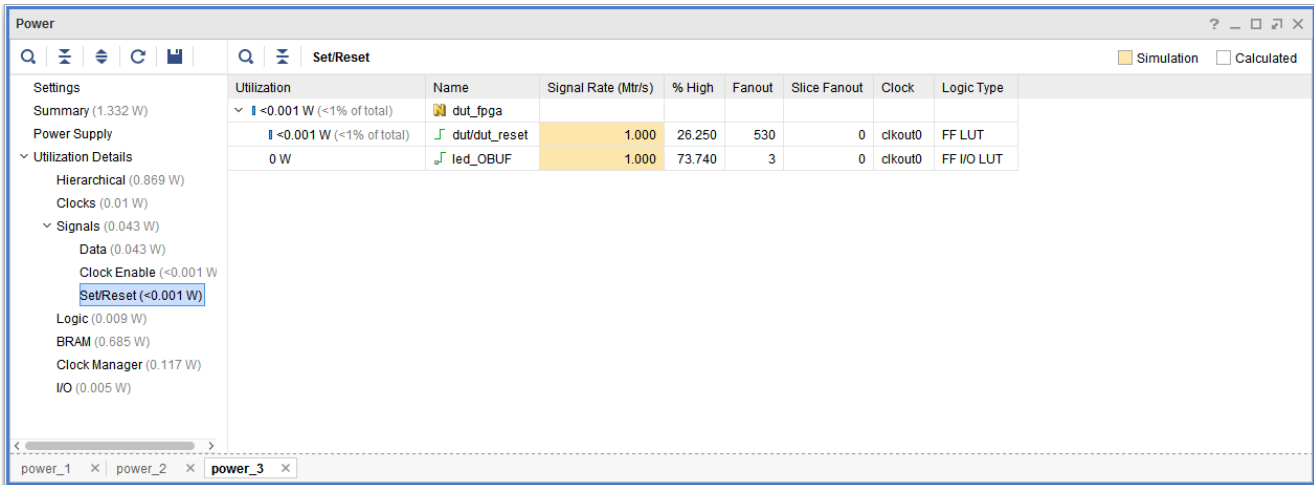 Power
Set/Reset
Simulation
Calculated
Settings
Summary (1.332 W)
Power Supply
Utilization Details
Hierarchical (0.869 W)
Clocks (0.01 W)
Signals (0.043 W)
Data (0.043 W)
Clock Enable (<0.001 W
Set/Reset (<0.001 W)
Logic (0.009 W)
BRAM (0.685 W)
Clock Manager (0.117 W)
I/O (0.005 W)
Utilization Name Signal Rate (Mtr/s) % High Fanout Slice Fanout Clock Logic Type
<0.001 W (<1% of total) dut_fpga
<0.001 W (<1% of total) dut/dut_reset 1.000 26.250 530 0 clkout0 FF LUT
0 W led_OBUF 1.000 73.740 3 0 clkout0 FF I/O LUT
power_1 power_2 power_3